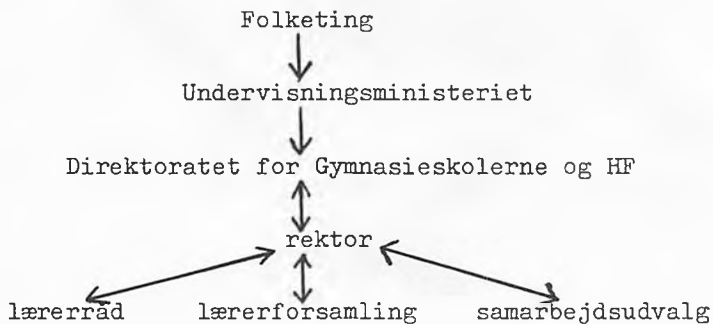 Folketing
Undervisningsministeriet
Direktoratet for Gymnasieskolerne og HF
rektor
lærerråd lærerforsamling samarbejdsudvalg